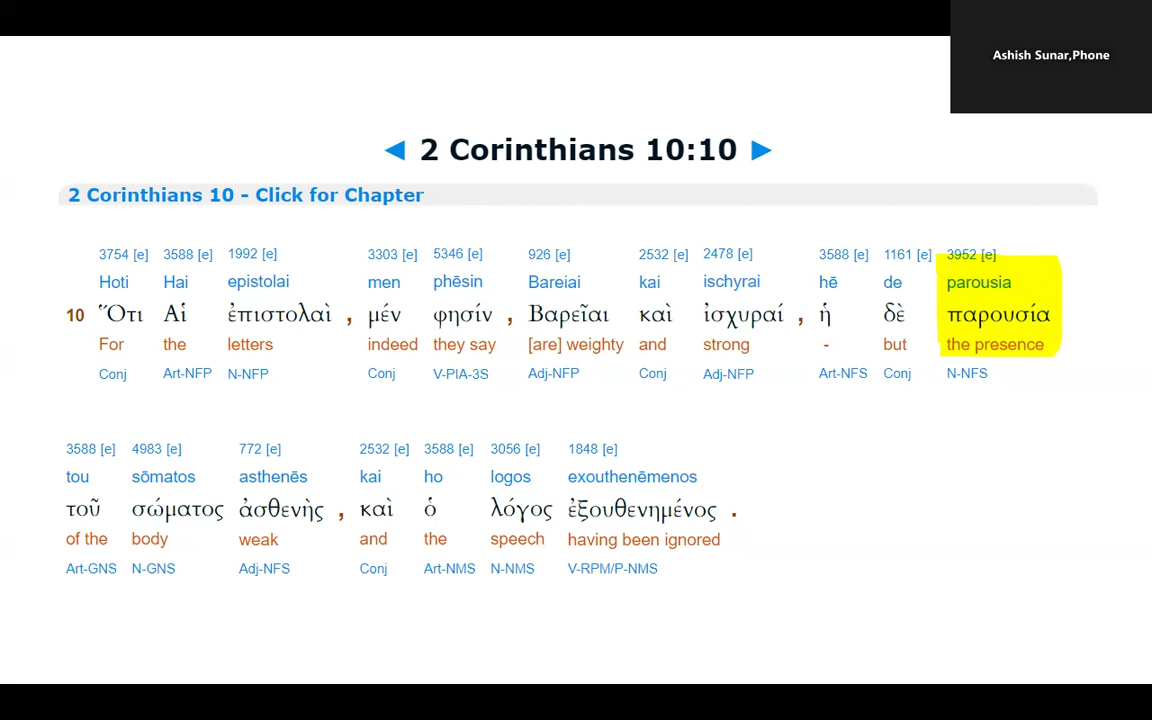 Ashish Sunar,Phone
◄ 2 Corinthians 10:10 ►
2 Corinthians 10 - Click for Chapter
3754 [e] 3588 [e] 1992 [e] 3303 [e] 5346 [e] 926 [e] 2532 [e] 2478 [e] 3588 [e] 1161 [e] 3952 [e]
Hoti Hai epistolai men phēsin Bareiai kai ischyrai hē de parousia
10 Ὅτι Αἱ ἐπιστολαὶ , μέν φησίν , Βαρεῖαι καὶ ἰσχυραί , ἡ δὲ παρουσία
For the letters indeed they say [are] weighty and strong - but the presence
Conj Art-NFP N-NFP Conj V-PIA-3S Adj-NFP Conj Adj-NFP Art-NFS Conj N-NFS
3588 [e] 4983 [e] 772 [e] 2532 [e] 3588 [e] 3056 [e] 1848 [e]
tou sōmatos asthenēs kai ho logos exouthenēmenos
τοῦ σώματος ἀσθενὴς , καὶ ὁ λόγος ἐξουθενημένος .
of the body weak and the speech having been ignored
Art-GNS N-GNS Adj-NFS Conj Art-NMS N-NMS V-RPM/P-NMS